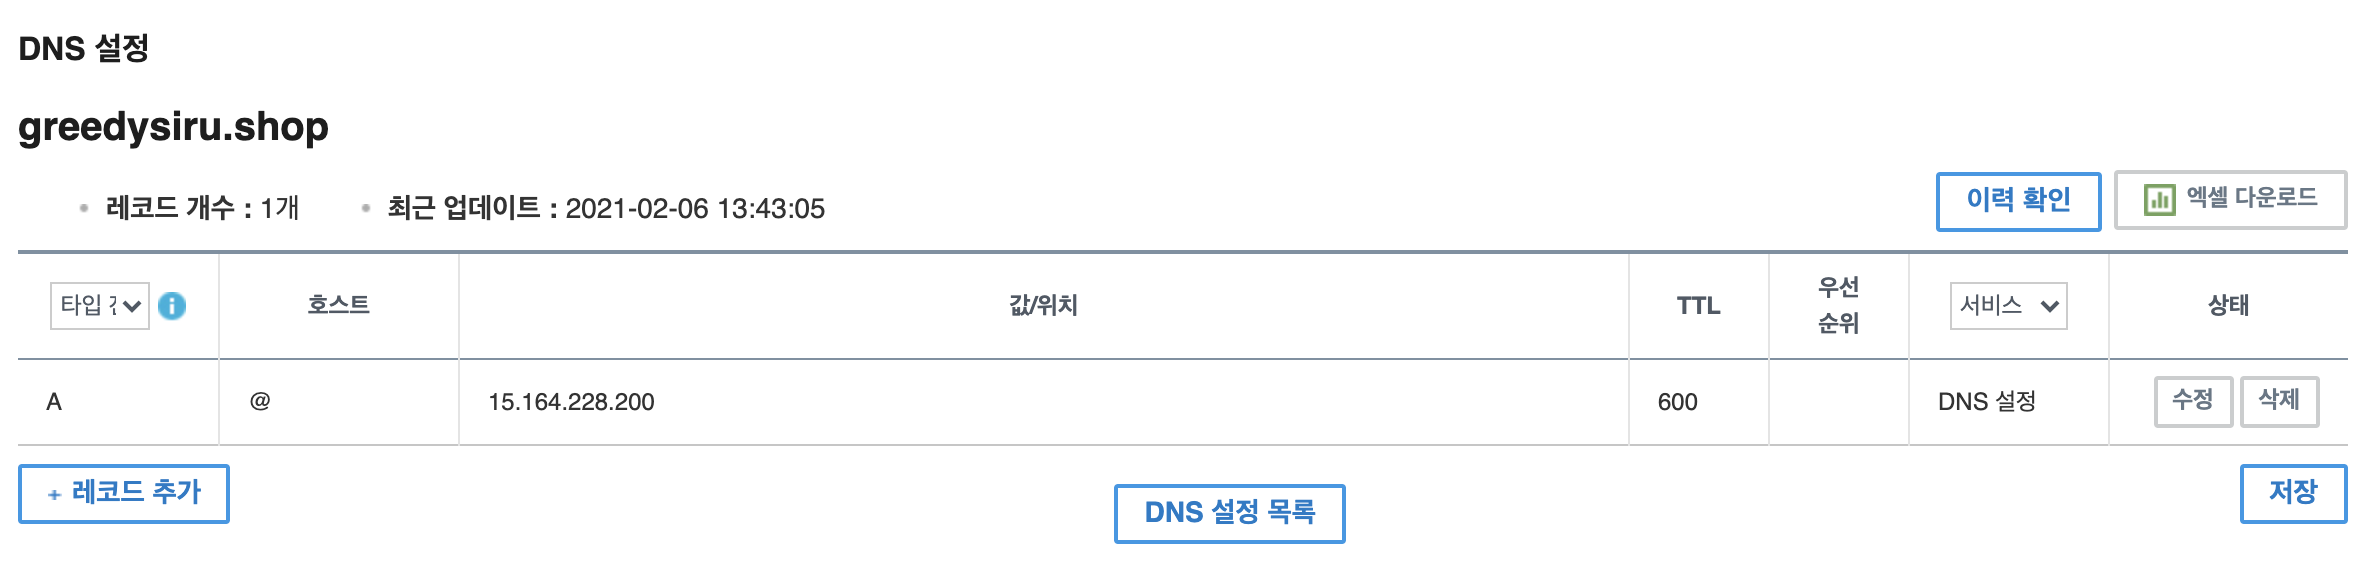 DNS 설정
greedysiru.shop
레코드 개수 : 1개 최근 업데이트 : 2021-02-06 13:43:05
이력 확인 엑셀 다운로드
타입 호스트 값/위치 TTL 우선 순위 서비스 상태
A @ 15.164.228.200 600 DNS 설정 수정 삭제
+ 레코드 추가
DNS 설정 목록
저장